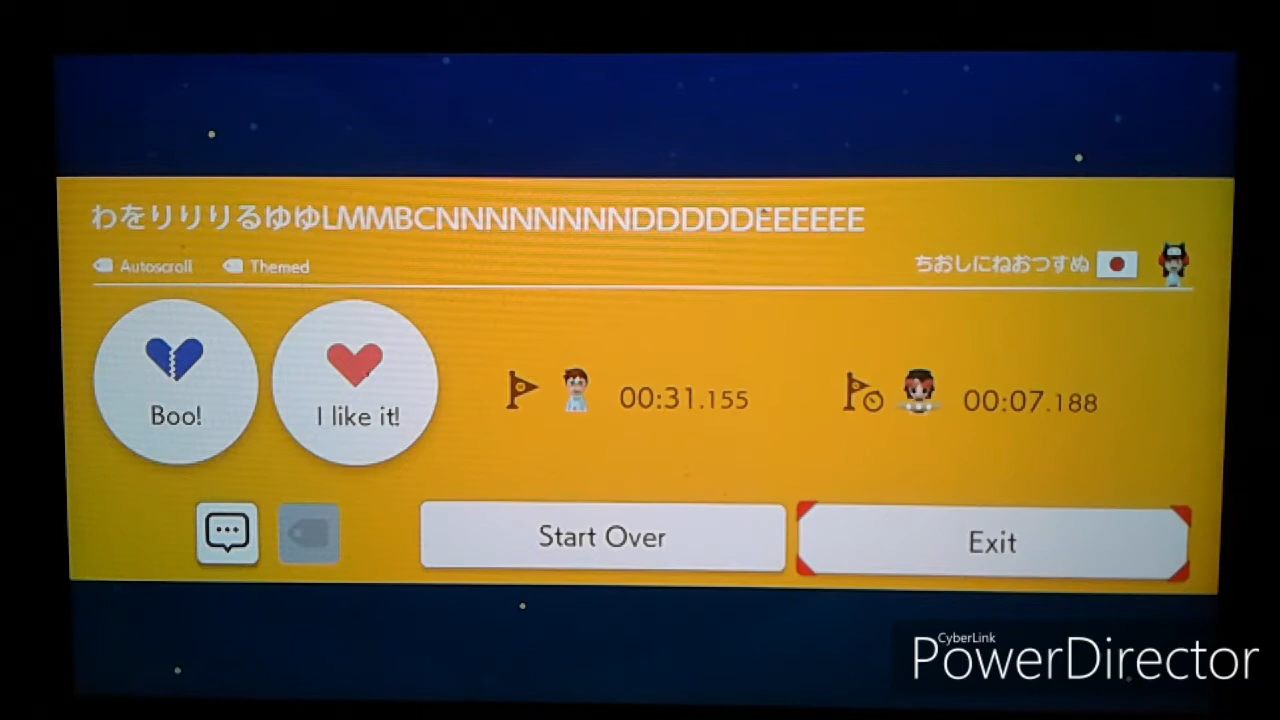 わをりりりるゆゆLMMBCNNNNNNNNDDDDDEEEEEE
Autoscroll Themed
ちおしにねおつすぬ
Boo!
I like it!
00:31.155
00:07.188
Start Over
Exit
CyberLink
PowerDirector